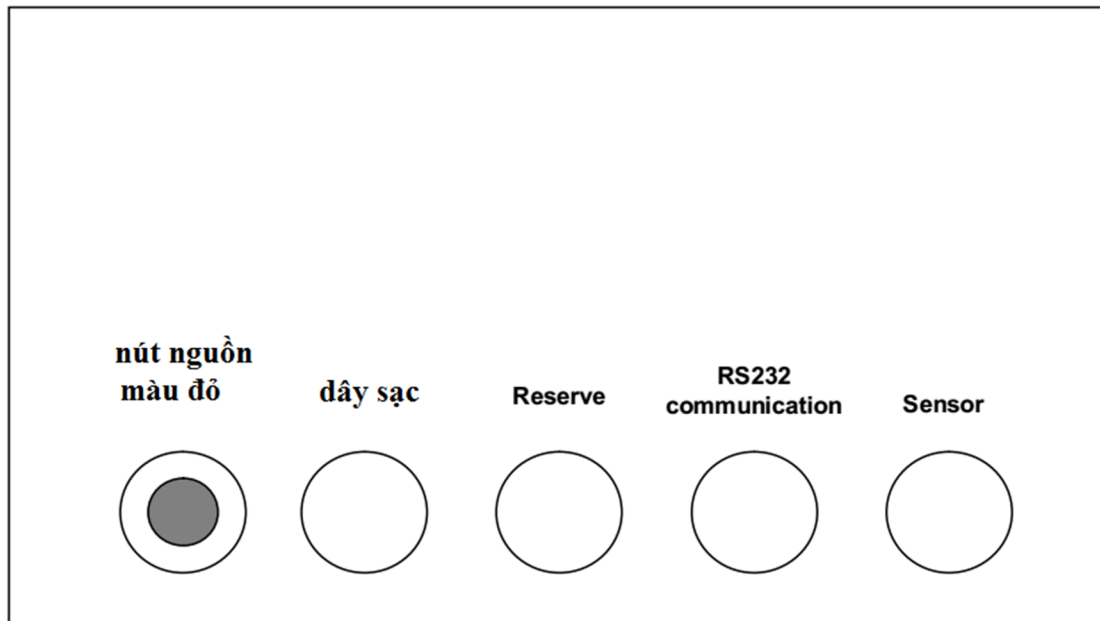 nút nguồn
màu đỏ
dây sạc
Reserve
RS232
communication
Sensor